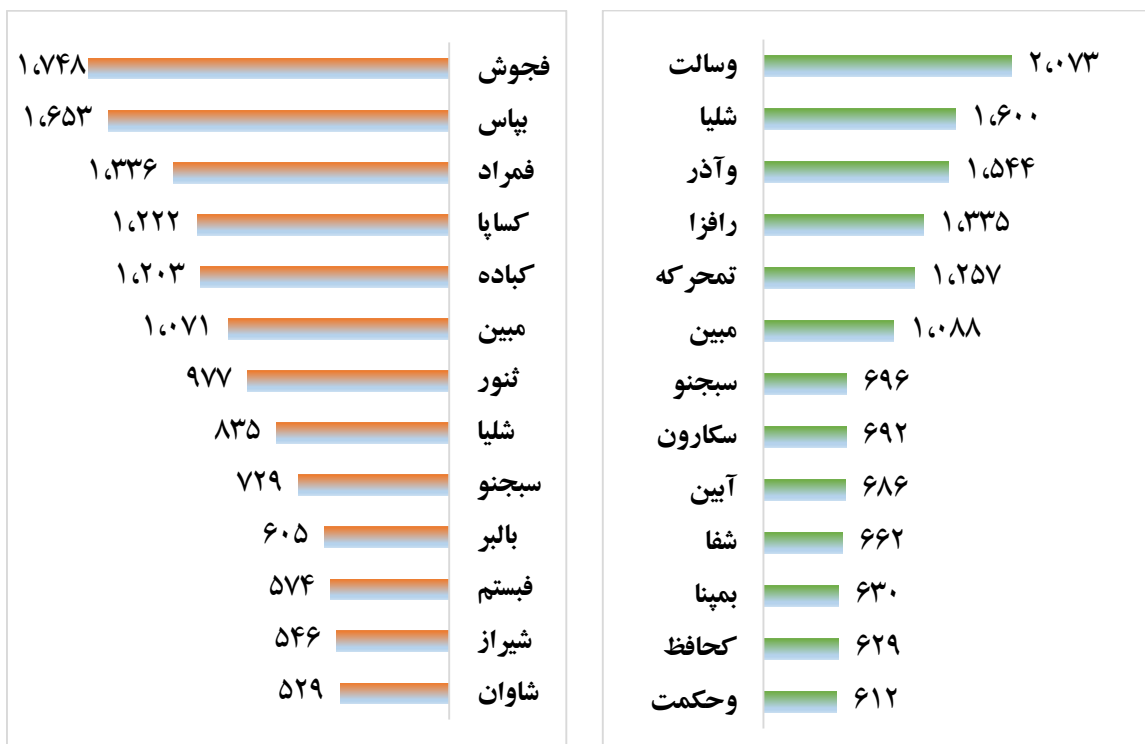 وسالت ۲،۰۷۳
شلیا ۱،۶۰۰
وآذر ۱،۵۴۴
رافزا ۱،۳۳۵
تمحرکه ۱،۲۵۷
مبین ۱،۰۸۸
سبجنو ۶۹۶
سکارون ۶۹۲
آبین ۶۸۶
شفا ۶۶۲
بمپنا ۶۳۰
کحافظ ۶۲۹
وحکمت ۶۱۲
فجوش ۱،۷۴۸
بپاس ۱،۶۵۳
فمراد ۱،۳۳۶
کساپا ۱،۲۲۲
کباده ۱،۲۰۳
مبین ۱،۰۷۱
ثنور ۹۷۷
شلیا ۸۳۵
سبجنو ۷۲۹
بالبر ۶۰۵
فبستم ۵۷۴
شیراز ۵۴۶
شاوان ۵۲۹